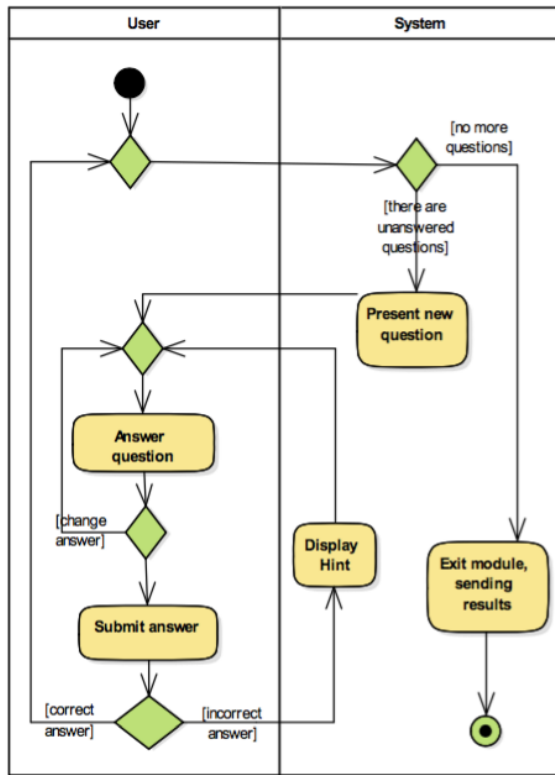 User
System
[no more
questions]
[there are
unanswered
questions]
Present new
question
Answer
question
[change
answer]
Display
Hint
Exit module,
sending
results
Submit answer
[correct
answer]
[incorrect
answer]